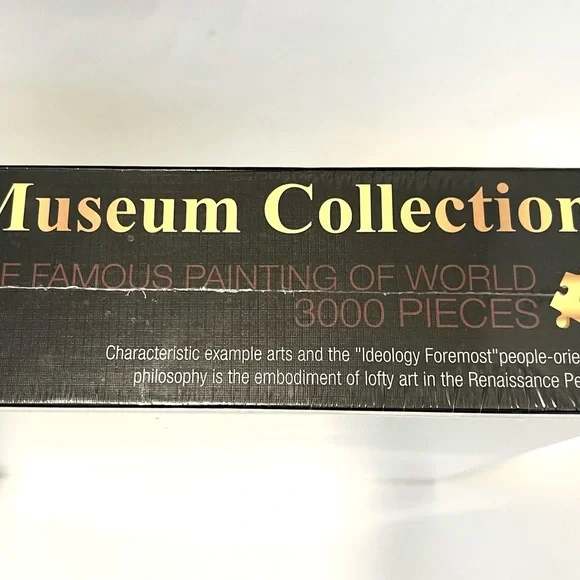 Museum Collection
FAMOUS PAINTING OF WORLD
3000 PIECES
Characteristic example arts and the "Ideology Foremost"people-orie
philosophy is the embodiment of lofty art in the Renaissance Pe